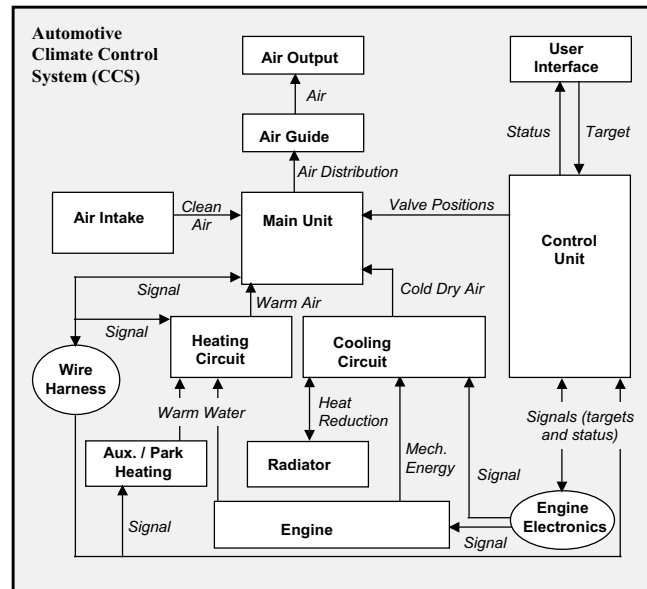 Automotive
Climate Control
System (CCS)
Air Output
User
Interface
Air
Air Guide
Status
Target
Air Distribution
Air Intake
Clean
Air
Main Unit
Valve Positions
Control
Unit
Signal
Warm Air
Cold Dry Air
Signal
Heating
Circuit
Cooling
Circuit
Wire
Harness
Warm Water
Heat
Reduction
Signals (targets
and status)
Aux. / Park
Heating
Radiator
Mech.
Energy
Signal
Engine
Electronics
Signal
Engine
Signal